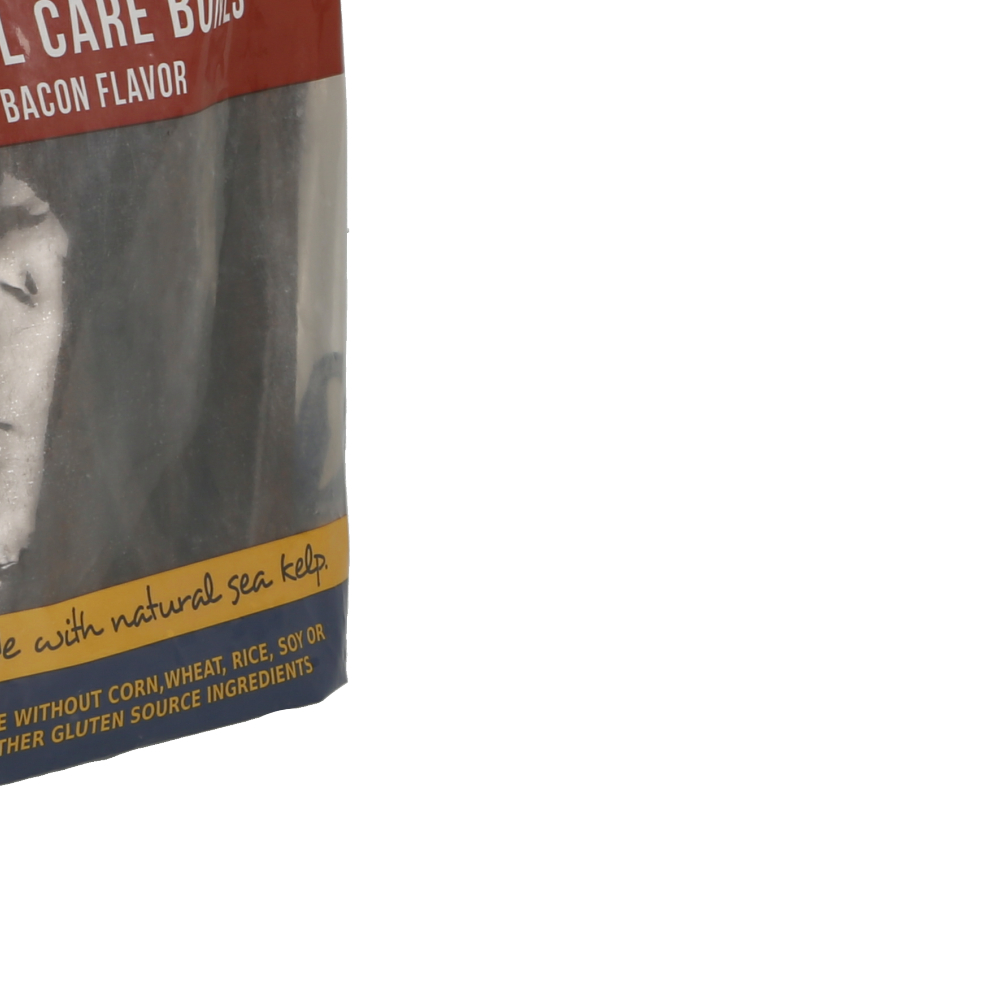 L CARE BONES
BACON FLAVOR
e with natural sea kelp.
E WITHOUT CORN, WHEAT, RICE, SOY OR
THER GLUTEN SOURCE INGREDIENTS